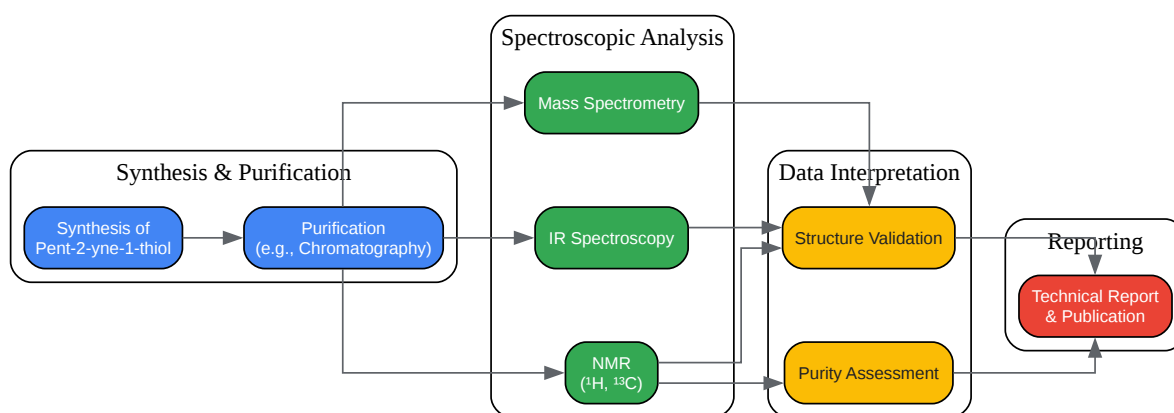 Synthesis & Purification
Synthesis of
Pent-2-yne-1-thiol
Purification
(e.g., Chromatography)
Spectroscopic Analysis
Mass Spectrometry
IR Spectroscopy
NMR
(¹H, ¹³C)
Data Interpretation
Structure Validation
Purity Assessment
Reporting
Technical Report
& Publication